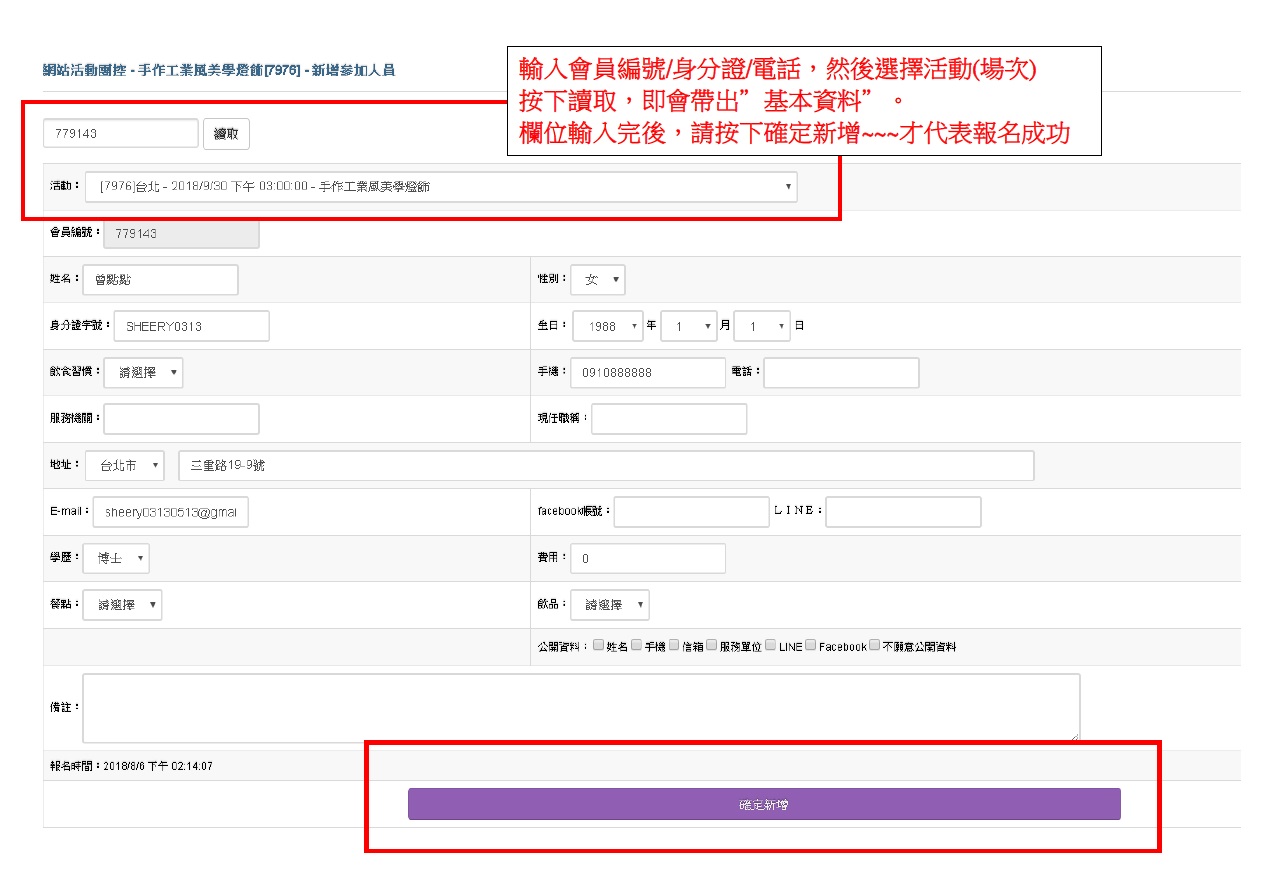 網站活動團控 - 手作工業風美學燈飾[7976] - 新增參加人員
輸入會員編號/身分證/電話，然後選擇活動(場次)
按下讀取，即會帶出”基本資料”。
欄位輸入完後，請按下確定新增~~~才代表報名成功
779143 讀取
活動： [7976]台北 - 2018/9/30 下午 03:00:00 - 手作工業風美學燈飾
會員編號： 779143
姓名： 曾點點 性別： 女
身分證字號： SHEERY0313 生日： 1988 年 1 月 1 日
飲食習慣： 請選擇 手機： 0910888888 電話：
服務機關： 現任職稱：
地址： 台北市 三重路19-9號
E-mail： sheery03130513@gmai facebook帳號： ＬＩＮＥ：
學歷： 博士 費用： 0
餐點： 請選擇 飲品： 請選擇
公開資料： 姓名 手機 信箱 服務單位 LINE Facebook 不願意公開資料
備註：
報名時間：2018/8/6 下午 02:14:07
確定新增